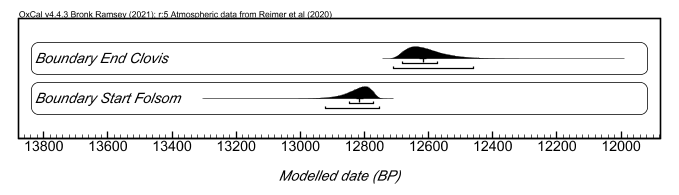 OxCal v4.4.3 Bronk Ramsey (2021); r:5 Atmospheric data from Reimer et al (2020)
Boundary End Clovis
Boundary Start Folsom
13800 13600 13400 13200 13000 12800 12600 12400 12200 12000
Modelled date (BP)